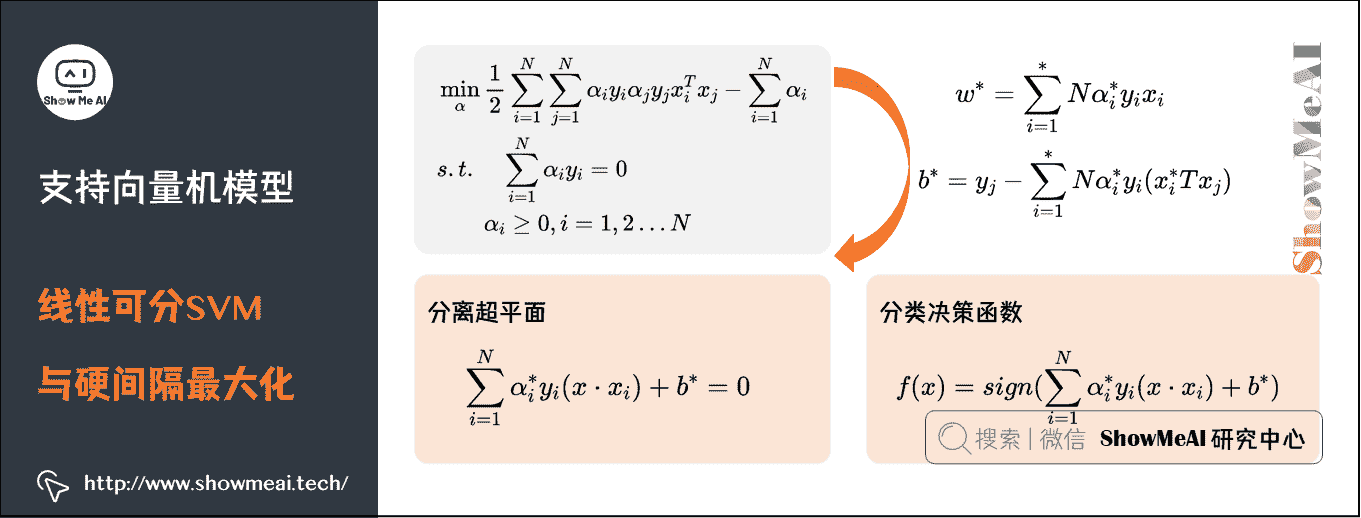 Show Me AI
支持向量机模型
线性可分SVM
与硬间隔最大化
http://www.showmeai.tech/
\min_{\alpha} \frac{1}{2} \sum_{i=1}^{N} \sum_{j=1}^{N} \alpha_i y_i \alpha_j y_j x_i^T x_j - \sum_{i=1}^{N} \alpha_i
s.t. \sum_{i=1}^{N} \alpha_i y_i = 0
\alpha_i \geq 0, i = 1, 2 \ldots N
w^* = \sum_{i=1}^{*} N \alpha_i^* y_i x_i
b^* = y_j - \sum_{i=1}^{*} N \alpha_i^* y_i (x_i^* T x_j)
ShowMeAI
分离超平面
\sum_{i=1}^{N} \alpha_i^* y_i (x \cdot x_i) + b^* = 0
分类决策函数
f(x) = sign(\sum_{i=1}^{N} \alpha_i^* y_i (x \cdot x_i) + b^*)
搜索 | 微信 ShowMeAI 研究中心